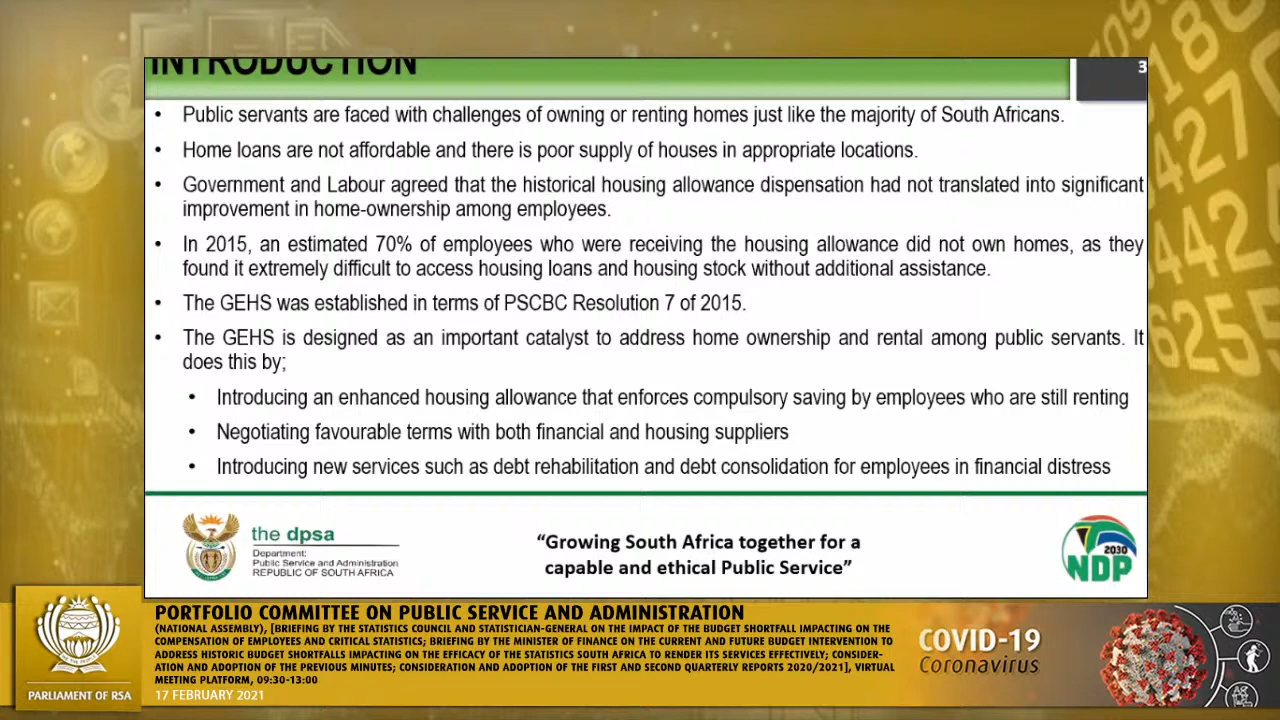 INTRODUCTION
3
• Public servants are faced with challenges of owning or renting homes just like the majority of South Africans.
• Home loans are not affordable and there is poor supply of houses in appropriate locations.
• Government and Labour agreed that the historical housing allowance dispensation had not translated into significant
improvement in home-ownership among employees.
• In 2015, an estimated 70% of employees who were receiving the housing allowance did not own homes, as they
found it extremely difficult to access housing loans and housing stock without additional assistance.
• The GEHS was established in terms of PSCBC Resolution 7 of 2015.
• The GEHS is designed as an important catalyst to address home ownership and rental among public servants. It
does this by;
• Introducing an enhanced housing allowance that enforces compulsory saving by employees who are still renting
• Negotiating favourable terms with both financial and housing suppliers
• Introducing new services such as debt rehabilitation and debt consolidation for employees in financial distress
the dpsa
Department:
Public Service and Administration
REPUBLIC OF SOUTH AFRICA
“Growing South Africa together for a
capable and ethical Public Service”
2030
NDP
PARLIAMENT OF RSA
PORTFOLIO COMMITTEE ON PUBLIC SERVICE AND ADMINISTRATION
(NATIONAL ASSEMBLY), [BRIEFING BY THE STATISTICS COUNCIL AND STATISTICIAN-GENERAL ON THE IMPACT OF THE BUDGET SHORTFALL IMPACTING ON THE
COMPENSATION OF EMPLOYEES AND CRITICAL STATISTICS; BRIEFING BY THE MINISTER OF FINANCE ON THE CURRENT AND FUTURE BUDGET INTERVENTION TO
ADDRESS HISTORIC BUDGET SHORTFALLS IMPACTING ON THE EFFICACY OF THE STATISTICS SOUTH AFRICA TO RENDER ITS SERVICES EFFECTIVELY; CONSIDER-
ATION AND ADOPTION OF THE PREVIOUS MINUTES; CONSIDERATION AND ADOPTION OF THE FIRST AND SECOND QUARTERLY REPORTS 2020/2021], VIRTUAL
MEETING PLATFORM, 09:30-13:00
17 FEBRUARY 2021
COVID-19
Coronavirus